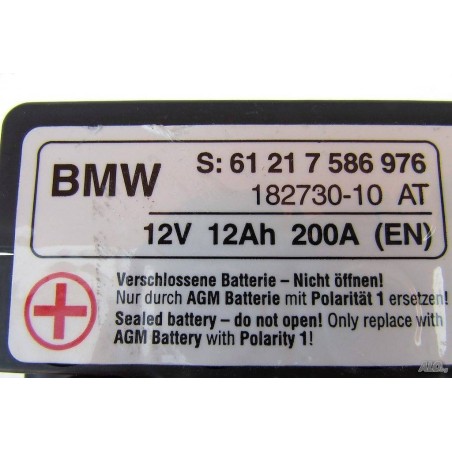 BMW
S: 61 21 7 586 976
182730-10 AT
12V 12Ah 200A (EN)
Verschlossene Batterie – Nicht öffnen!
Nur durch AGM Batterie mit Polarität 1 ersetzen!
Sealed battery – do not open! Only replace with
AGM Battery with Polarity 1!